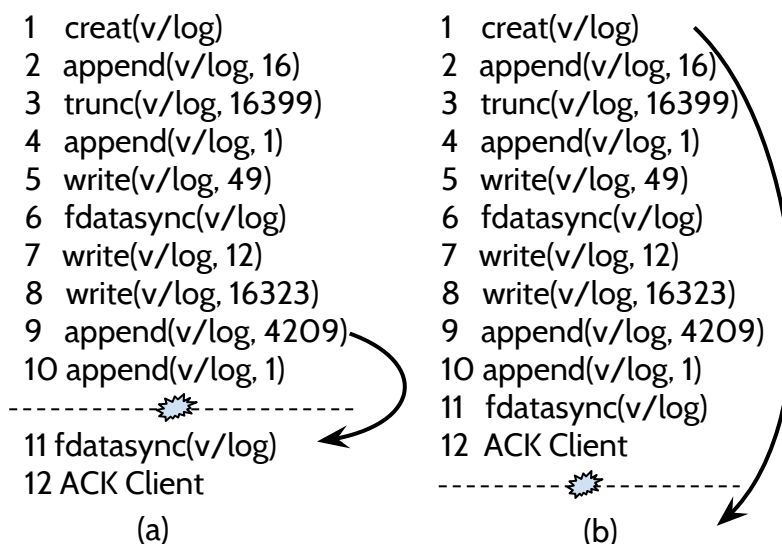 1 creat(v/log)
2 append(v/log, 16)
3 trunc(v/log, 16399)
4 append(v/log, 1)
5 write(v/log, 49)
6 fdatasync(v/log)
7 write(v/log, 12)
8 write(v/log, 16323)
9 append(v/log, 4209)
10 append(v/log, 1)
11 fdatasync(v/log)
12 ACK Client
(a)
1 creat(v/log)
2 append(v/log, 16)
3 trunc(v/log, 16399)
4 append(v/log, 1)
5 write(v/log, 49)
6 fdatasync(v/log)
7 write(v/log, 12)
8 write(v/log, 16323)
9 append(v/log, 4209)
10 append(v/log, 1)
11 fdatasync(v/log)
12 ACK Client
(b)